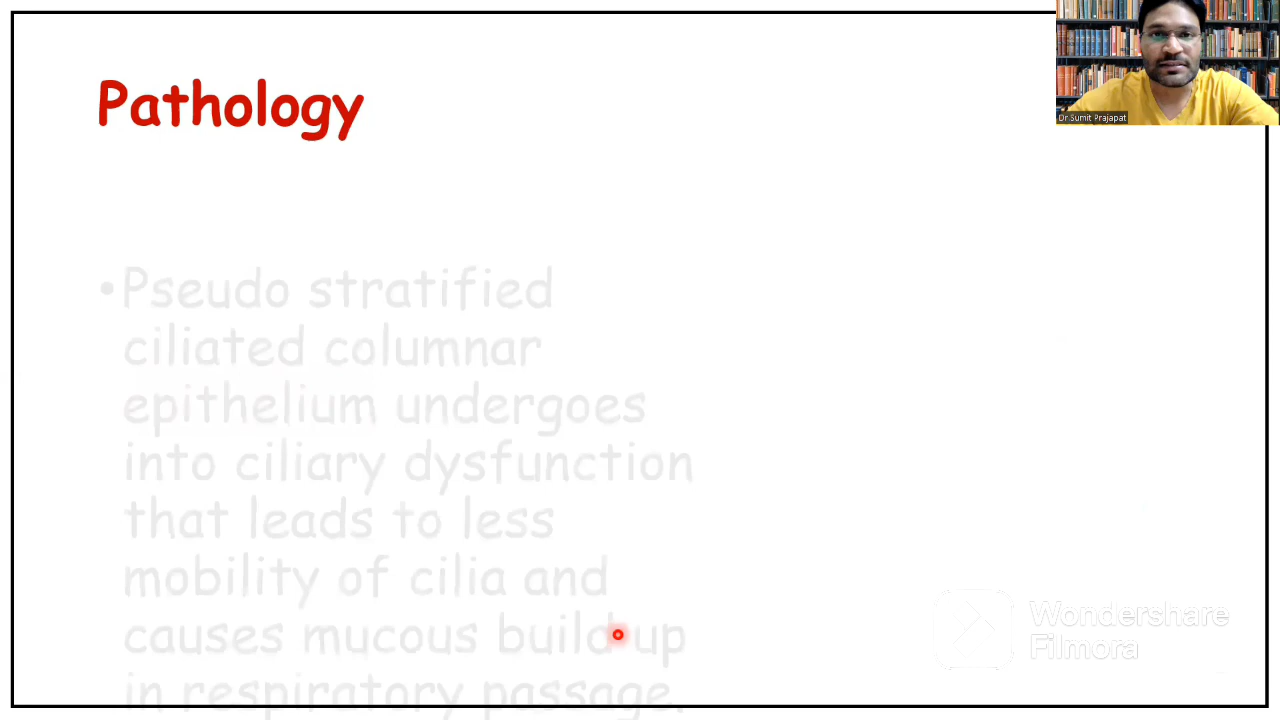 Pathology
Dr.Sumit Prajapat
•Pseudo stratified
ciliated columnar
epithelium undergoes
into ciliary dysfunction
that leads to less
mobility of cilia and
causes mucous build up
in respiratory passage.
Wondershare
Filmora